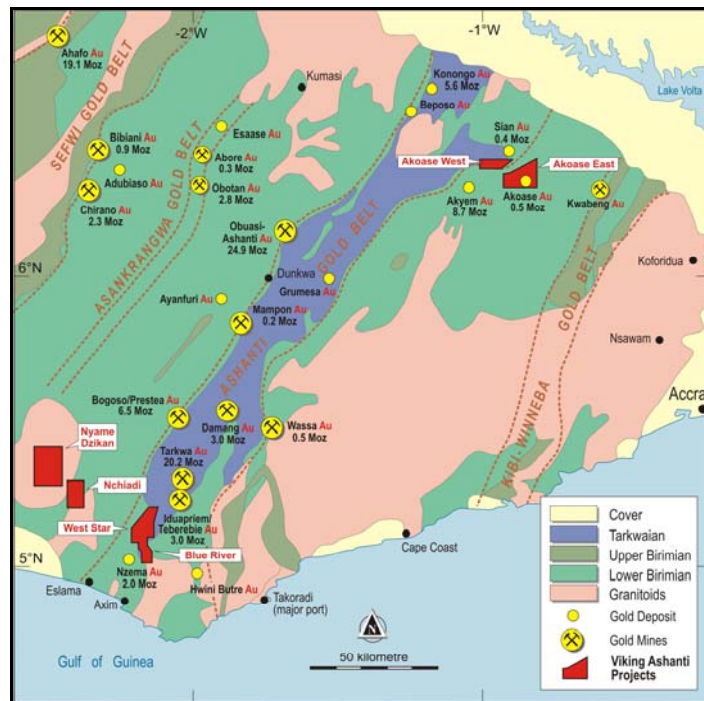 -2°W
-1°W
Ahafo Au
19.1 Moz
SEFWI GOLD BELT
Kumasi
Konongo Au
5.6 Moz
Beposo Au
Lake Volta
Bibiani Au
0.9 Moz
Adubiaso Au
Chirano Au
2.3 Moz
Esaase Au
Abore Au
0.3 Moz
Obotan Au
2.8 Moz
ASANKRANGWA GOLD BELT
Sian Au
0.4 Moz
Akoase West
Akoase East
Akyem Au
8.7 Moz
Akoase Au
0.5 Moz
Kwabeng Au
Obuasi-
Ashanti Au
24.9 Moz
ASHANTI GOLD BELT
6°N
Dunkwa
Grumesa Au
Koforidua
Ayanfuri Au
Mampon Au
0.2 Moz
KIBI WINNEBA GOLD BELT
Nsawam
Accra
Bogoso/Prestea Au
6.5 Moz
Damang Au
3.0 Moz
Wassa Au
0.5 Moz
Tarkwa Au
20.2 Moz
Iduapriem/
Teberebie Au
3.0 Moz
Nyame
Dzikan
Nchiadi
West Star
Blue River
5°N
Nzema Au
2.0 Moz
Hwini Butre Au
Eslama
Axim
Takoradi
(major port)
Cape Coast
Gulf of Guinea
N
50 kilometre
Cover
Tarkwaian
Upper Birimian
Lower Birimian
Granitoids
Gold Deposit
Gold Mines
Viking Ashanti
Projects